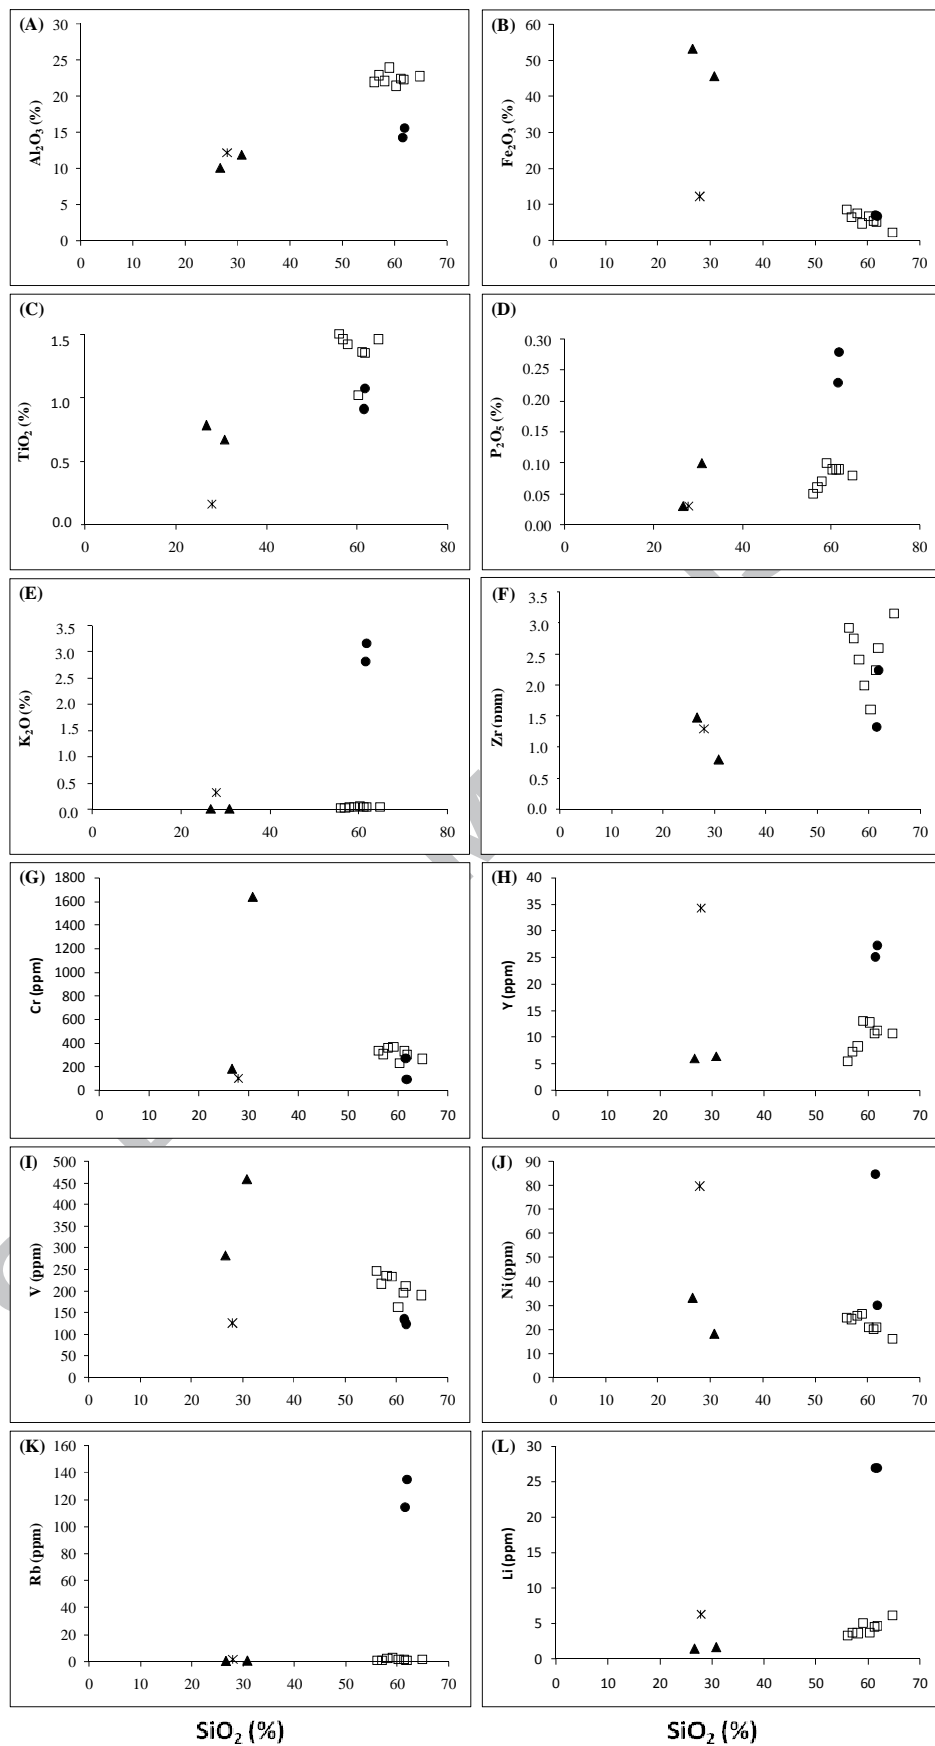 (A)
30
25
20
15
10
5
0
Al₂O₃ (%)
0 10 20 30 40 50 60 70
(B)
60
50
40
30
20
10
0
Fe₂O₃ (%)
0 10 20 30 40 50 60 70
(C)
1.5
1.0
0.5
0.0
TiO₂ (%)
0 20 40 60 80
(D)
0.30
0.25
0.20
0.15
0.10
0.05
0.00
P₂O₅ (%)
0 20 40 60 80
(E)
3.5
3.0
2.5
2.0
1.5
1.0
0.5
0.0
K₂O (%)
0 20 40 60 80
(F)
3.5
3.0
2.5
2.0
1.5
1.0
0.5
0.0
Zr (ppm)
0 10 20 30 40 50 60 70
(G)
1800
1600
1400
1200
1000
800
600
400
200
0
Cr (ppm)
0 10 20 30 40 50 60 70
(H)
40
35
30
25
20
15
10
5
0
Y (ppm)
0 10 20 30 40 50 60 70
(I)
500
450
400
350
300
250
200
150
100
50
0
V (ppm)
0 10 20 30 40 50 60 70
(J)
90
80
70
60
50
40
30
20
10
0
Ni (ppm)
0 10 20 30 40 50 60 70
(K)
160
140
120
100
80
60
40
20
0
Rb (ppm)
0 10 20 30 40 50 60 70
(L)
30
25
20
15
10
5
0
Li (ppm)
0 10 20 30 40 50 60 70
SiO₂ (%)
SiO₂ (%)